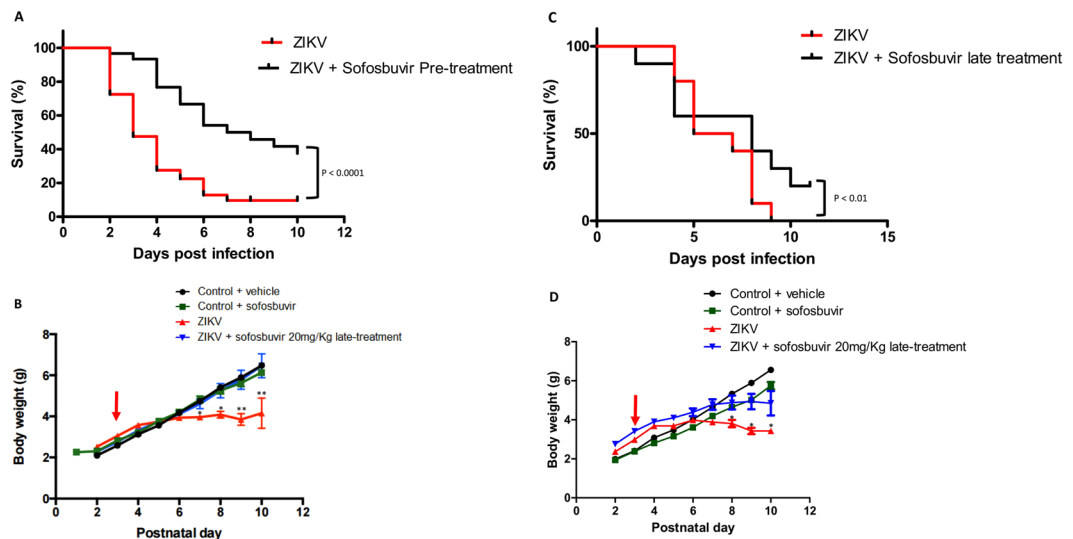 A
ZIKV
ZIKV + Sofosbuvir Pre-treatment
Survival (%)
100
80
60
40
20
0
P < 0.0001
0 2 4 6 8 10 12
Days post infection
C
ZIKV
ZIKV + Sofosbuvir late treatment
Survival (%)
100
50
0
P < 0.01
0 5 10 15
Days post infection
B
Control + vehicle
Control + sofosbuvir
ZIKV
ZIKV + sofosbuvir 20mg/Kg late-treatment
Body weight (g)
8
6
4
2
0
* * ** **
0 2 4 6 8 10 12
Postnatal day
D
Control + vehicle
Control + sofosbuvir
ZIKV
ZIKV + sofosbuvir 20mg/Kg late-treatment
Body weight (g)
8
6
4
2
0
* * *
0 2 4 6 8 10 12
Postnatal day